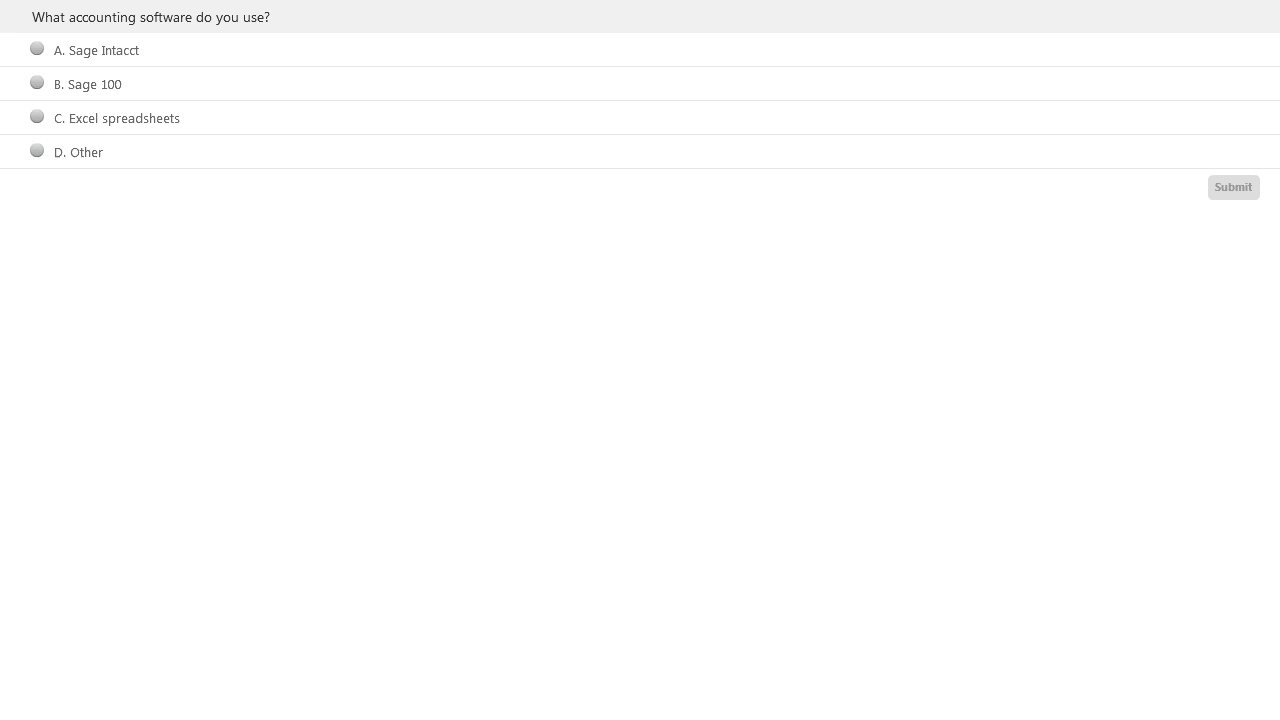 What accounting software do you use?
A. Sage Intacct
B. Sage 100
C. Excel spreadsheets
D. Other
Submit